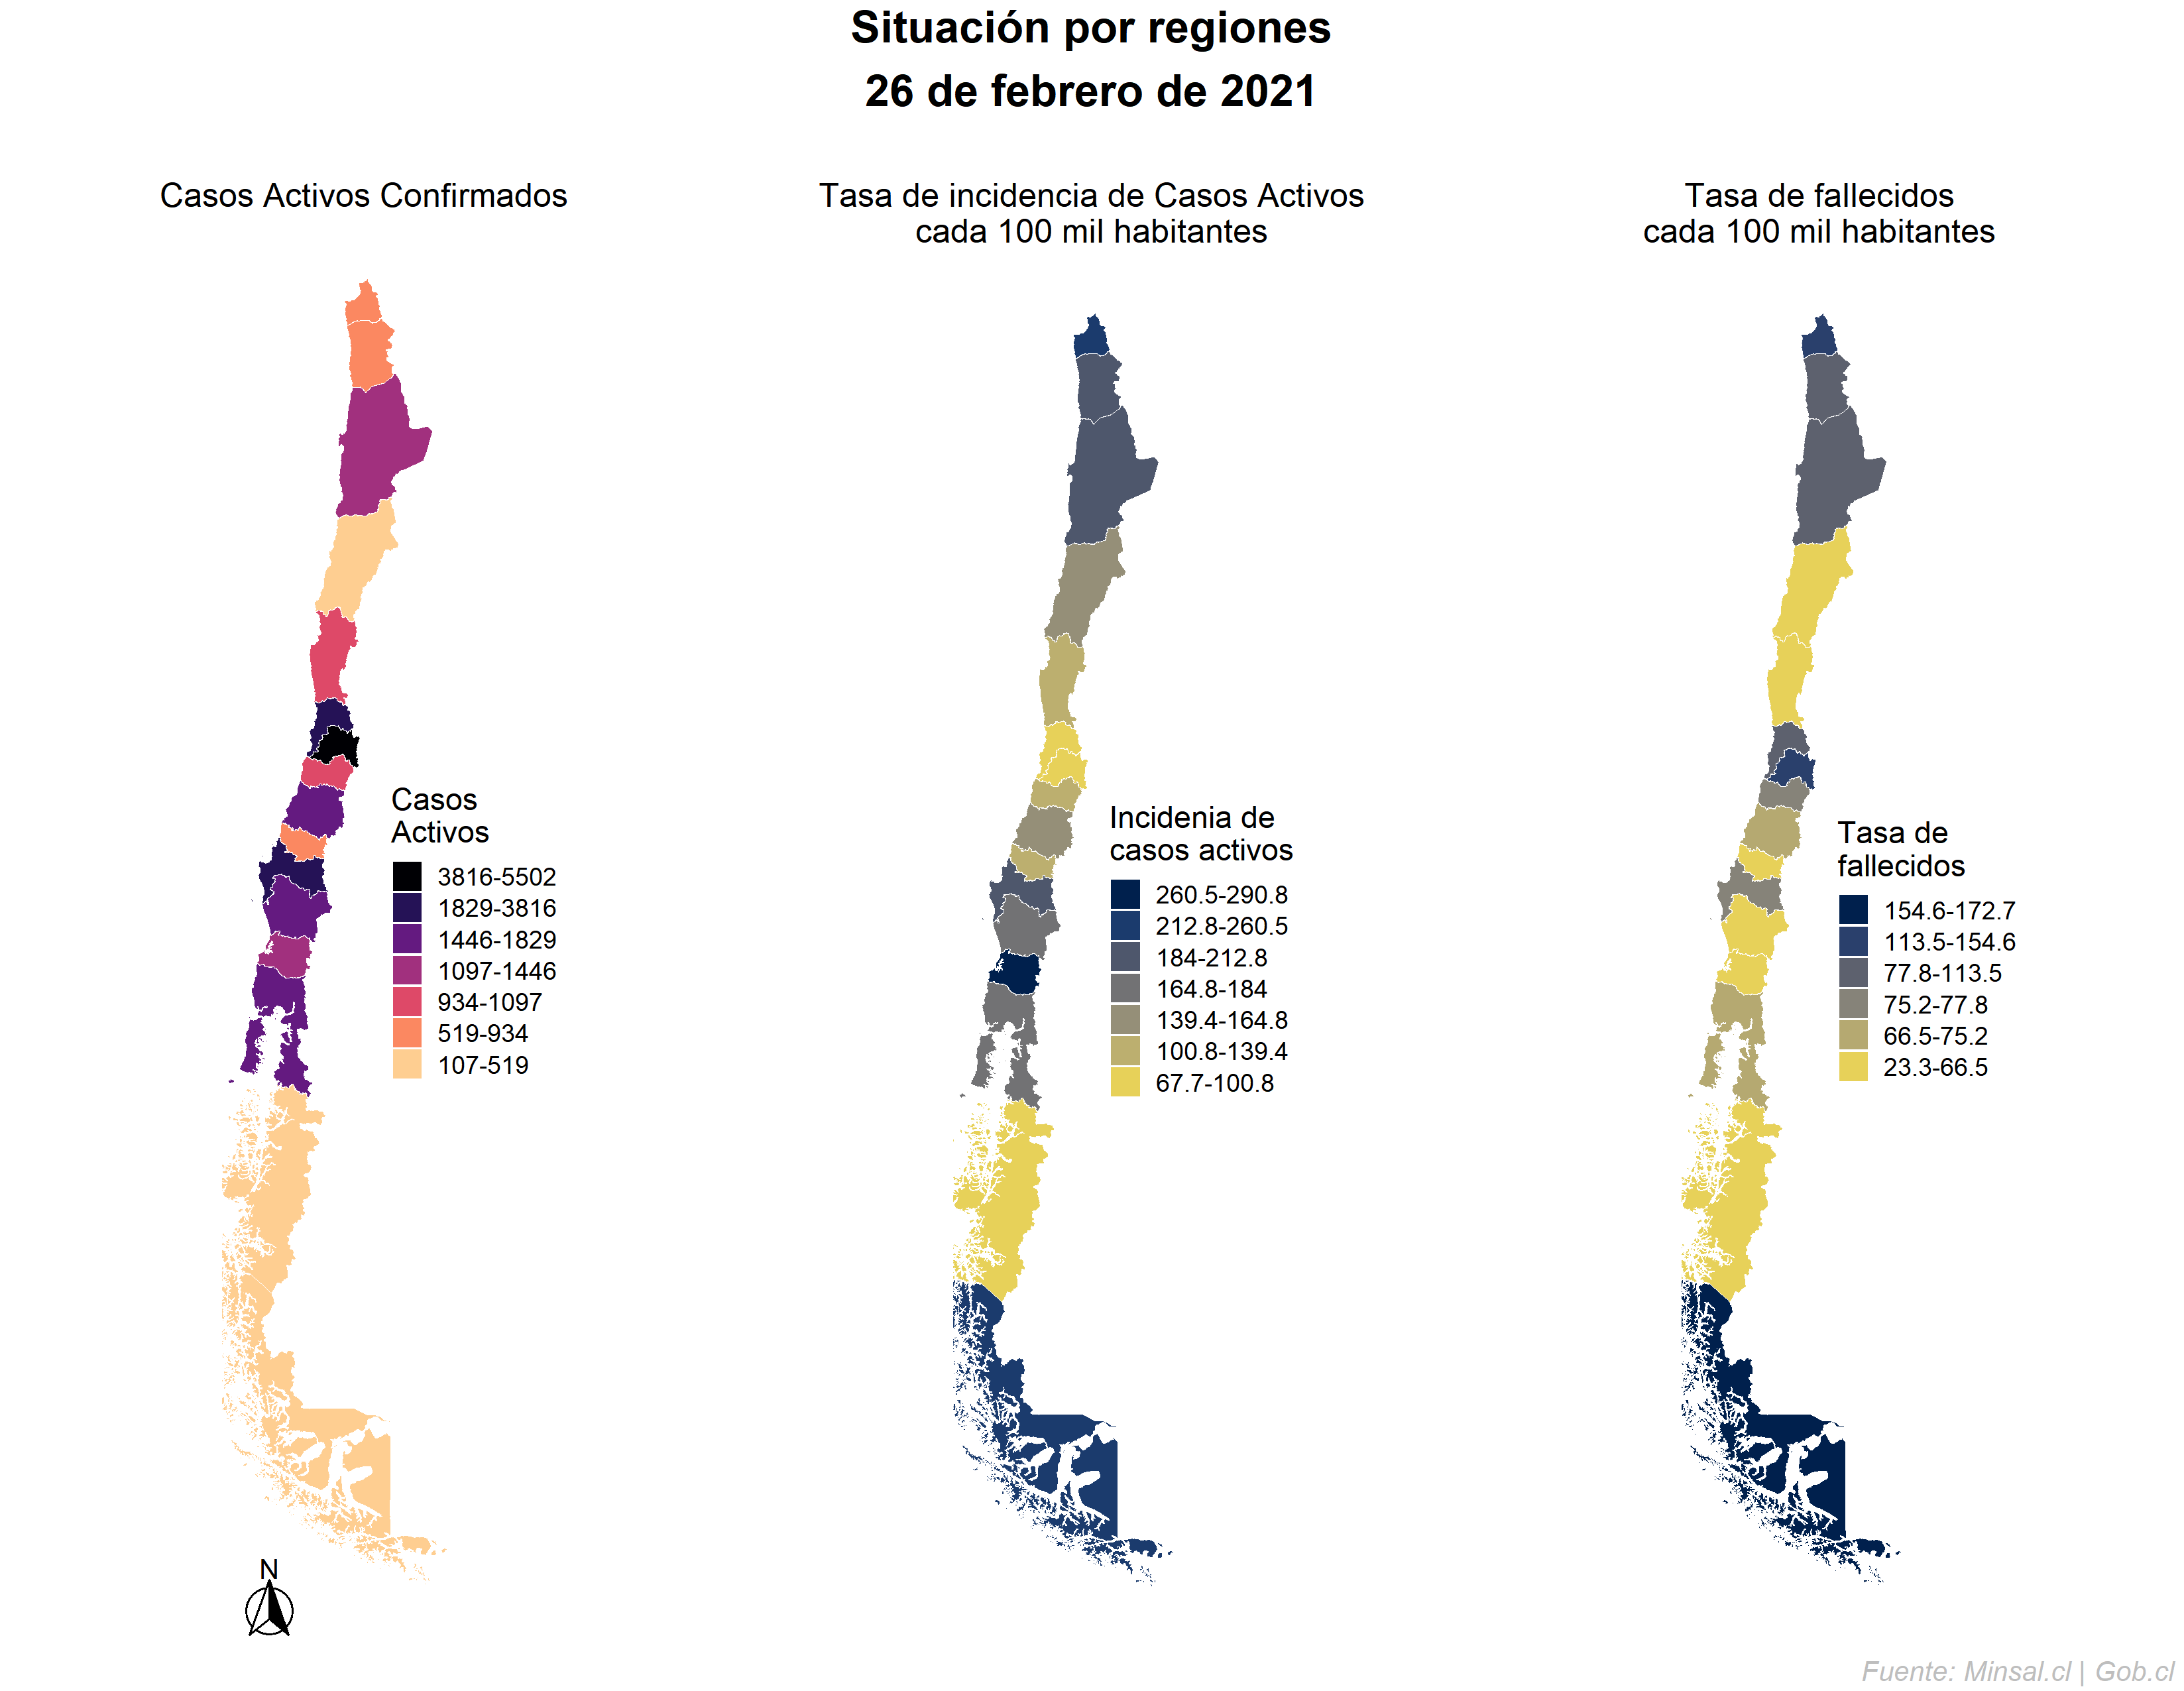 Situación por regiones
26 de febrero de 2021
Casos Activos Confirmados
Tasa de incidencia de Casos Activos
cada 100 mil habitantes
Tasa de fallecidos
cada 100 mil habitantes
Casos
Activos
3816-5502
1829-3816
1446-1829
1097-1446
934-1097
519-934
107-519
Incidenia de
casos activos
260.5-290.8
212.8-260.5
184-212.8
164.8-184
139.4-164.8
100.8-139.4
67.7-100.8
Tasa de
fallecidos
154.6-172.7
113.5-154.6
77.8-113.5
75.2-77.8
66.5-75.2
23.3-66.5
N
Fuente: Minsal.cl | Gob.cl